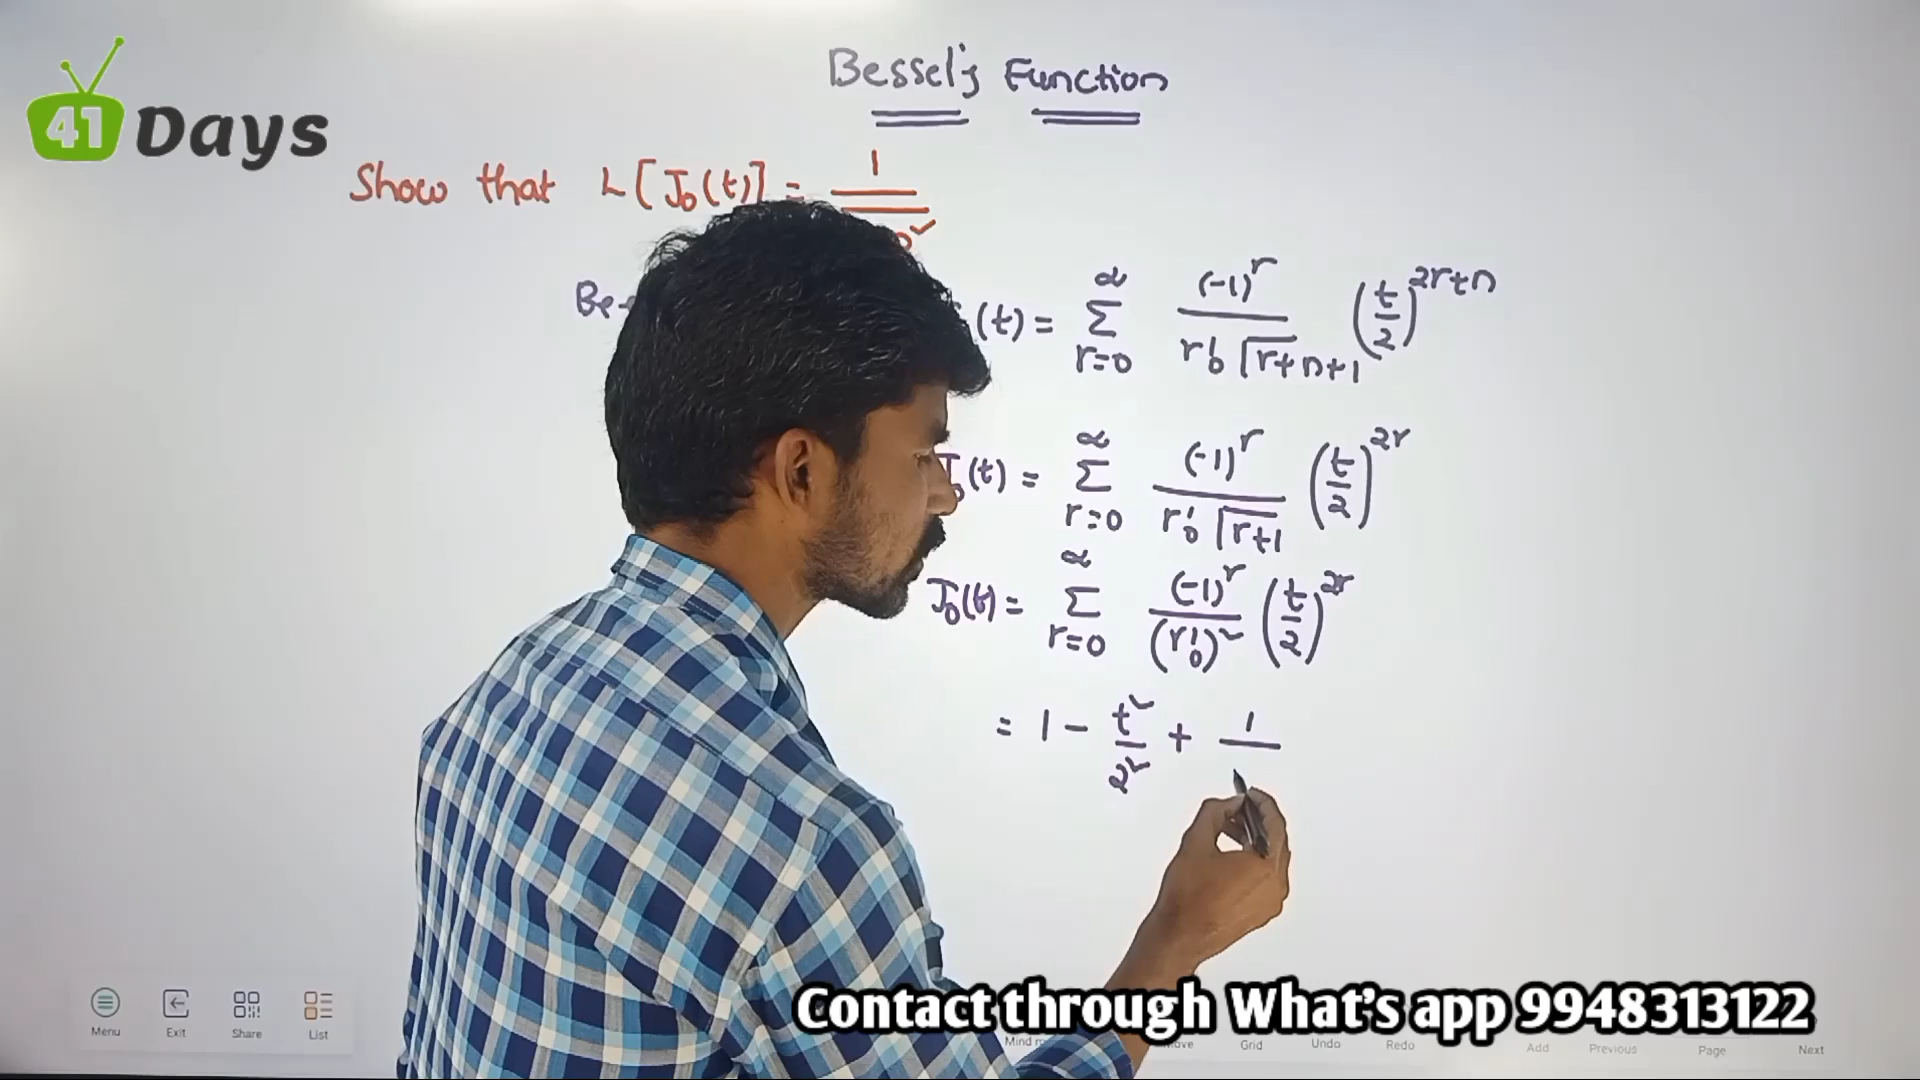 41 Days
Bessel's Function
Show that L[J₀(t)] = 1
Be
(t) = ∑ r=0 ∞ (-1)^r / r! √r+n+1 (t/2)^2r+n
J₀(t) = ∑ r=0 ∞ (-1)^r / r! √r+1 (t/2)^2r
J₀(t) = ∑ r=0 ∞ (-1)^r / (r!)² (t/2)^2r
= 1 - t²/2² + 1
Contact through What's app 9948313122
Menu Exit Share List Grid Undo Redo Add Previous Page Next